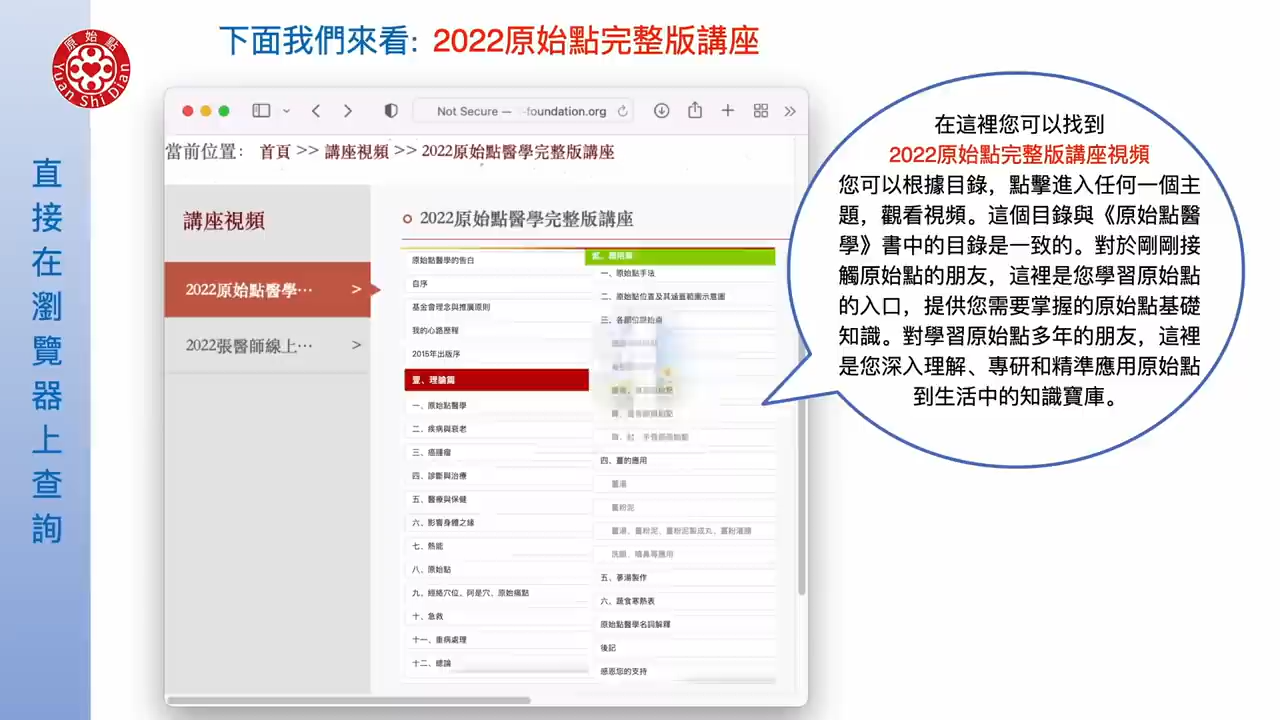 下面我們來看: 2022原始點完整版講座
原始點
Yuan Shi Dian
直接在瀏覽器上查詢
Not Secure — -foundation.org
當前位置： 首頁 >> 講座視頻 >> 2022原始點醫學完整版講座
講座視頻
2022原始點醫學… >
2022張醫師線上… >
2022原始點醫學完整版講座
原始點醫學的告白
自序
基金會理念與推廣原則
我的心路歷程
2015年出版序
壹、理論篇
一、原始點醫學
二、疾病與衰老
三、癌腫瘤
四、診斷與治療
五、醫療與保健
六、影響身體之緣
七、熱能
八、原始點
九、經絡穴位、阿是穴、原始痛點
十、急救
十一、重病處理
十二、總論
一、原始點手法
二、原始點位置及其涵蓋範圍示意圖
三、各部位原始點
四、薑的應用
薑湯
薑粉泥
薑湯、薑粉泥、薑粉泥製成丸、薑粉灌腸
洗眼、噴鼻等應用
五、蔘湯製作
六、蔬食寒熱表
原始點醫學名詞解釋
後記
感恩您的支持
在這裡您可以找到
2022原始點完整版講座視頻
您可以根據目錄，點擊進入任何一個主
題，觀看視頻。這個目錄與《原始點醫
學》書中的目錄是一致的。對於剛剛接
觸原始點的朋友，這裡是您學習原始點
的入口，提供您需要掌握的原始點基礎
知識。對學習原始點多年的朋友，這裡
是您深入理解、專研和精準應用原始點
到生活中的知識寶庫。